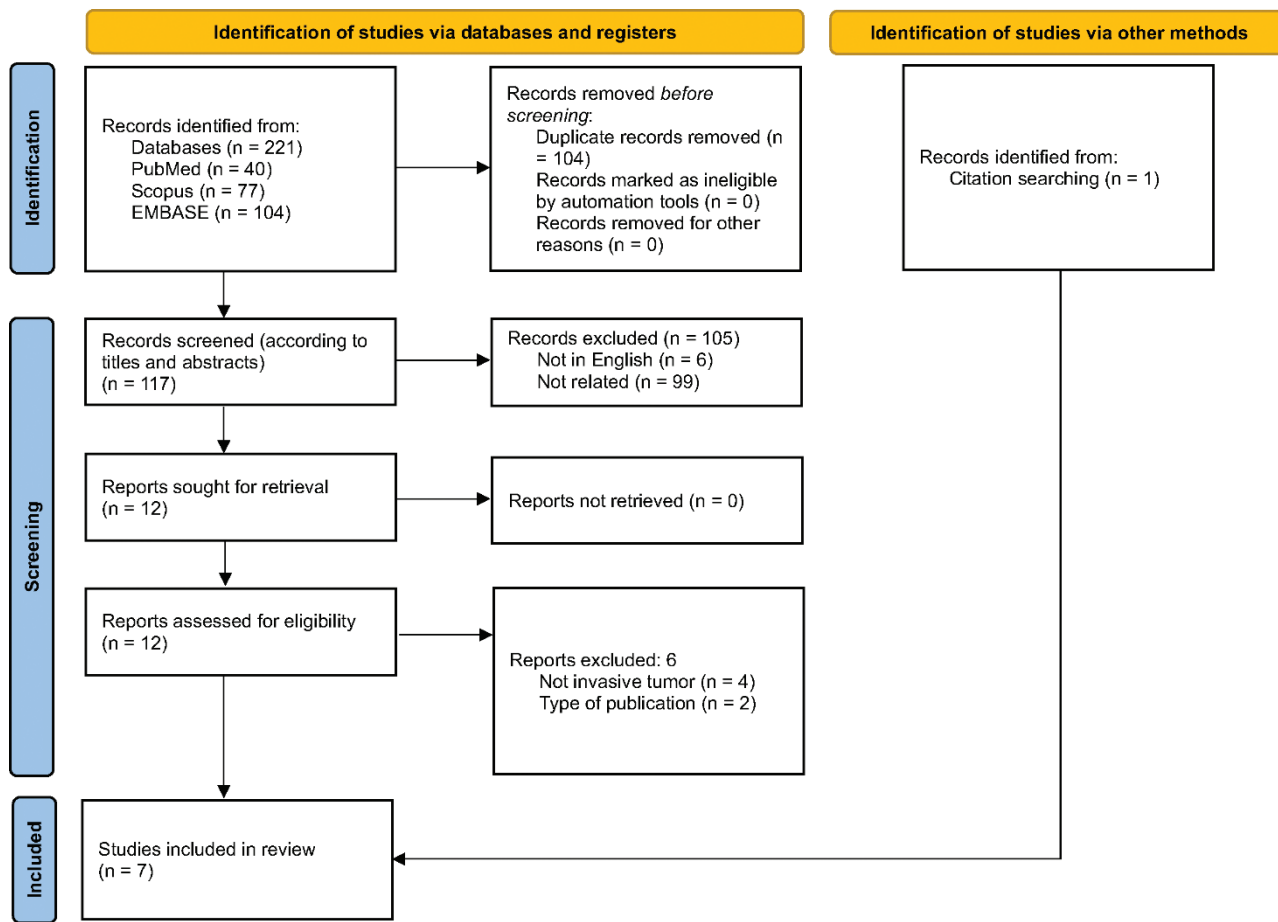 Identification of studies via databases and registers
Identification of studies via other methods
Identification
Records identified from:
Databases (n = 221)
PubMed (n = 40)
Scopus (n = 77)
EMBASE (n = 104)
Records removed before
screening:
Duplicate records removed (n
= 104)
Records marked as ineligible
by automation tools (n = 0)
Records removed for other
reasons (n = 0)
Records identified from:
Citation searching (n = 1)
Screening
Records screened (according to
titles and abstracts)
(n = 117)
Records excluded (n = 105)
Not in English (n = 6)
Not related (n = 99)
Reports sought for retrieval
(n = 12)
Reports not retrieved (n = 0)
Reports assessed for eligibility
(n = 12)
Reports excluded: 6
Not invasive tumor (n = 4)
Type of publication (n = 2)
Included
Studies included in review
(n = 7)